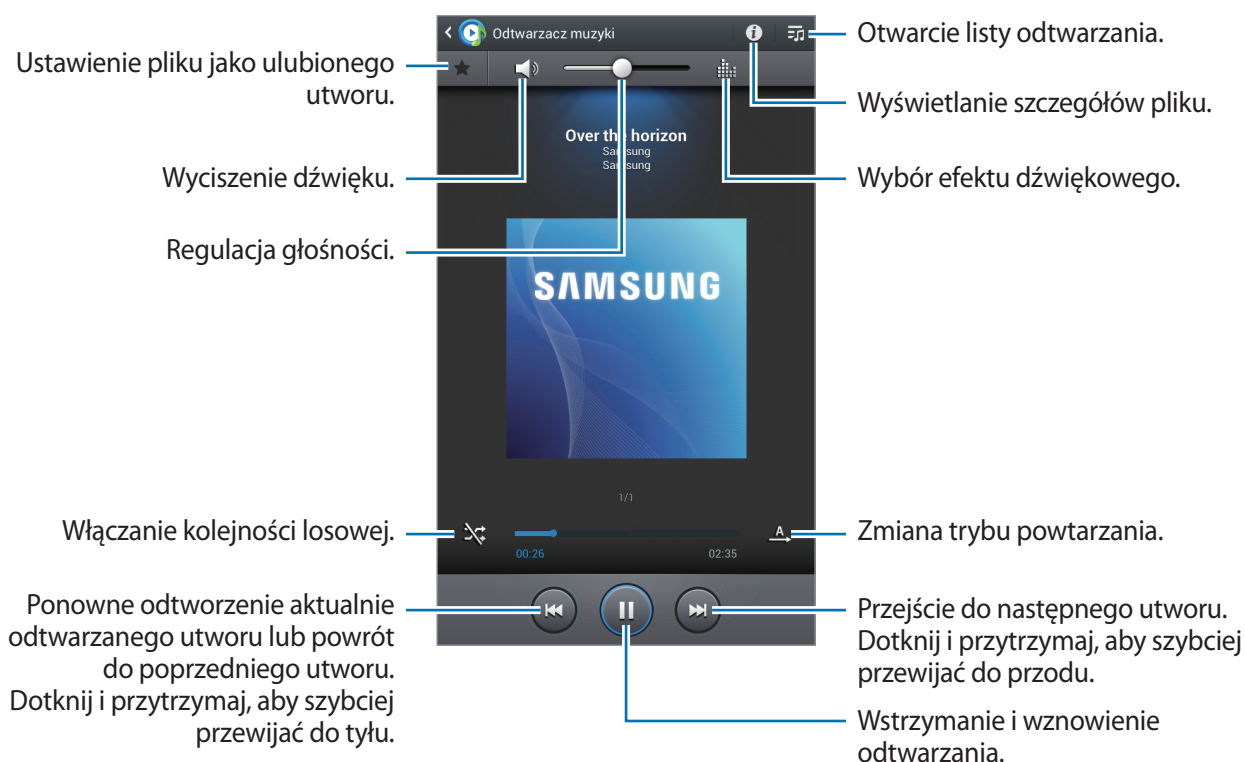 Odtwarzacz muzyki
Otwarcie listy odtwarzania.
Ustawienie pliku jako ulubionego
utworu.
Wyświetlanie szczegółów pliku.
Over the horizon
Samsung
Samsung
Wyciszenie dźwięku.
Wybór efektu dźwiękowego.
Regulacja głośności.
SAMSUNG
1/1
Włączanie kolejności losowej.
A
Zmiana trybu powtarzania.
00:26
02:35
Ponowne odtworzenie aktualnie
odtwarzanego utworu lub powrót
do poprzedniego utworu.
Dotknij i przytrzymaj, aby szybciej
przewijać do tyłu.
Przejście do następnego utworu.
Dotknij i przytrzymaj, aby szybciej
przewijać do przodu.
Wstrzymanie i wznowienie
odtwarzania.